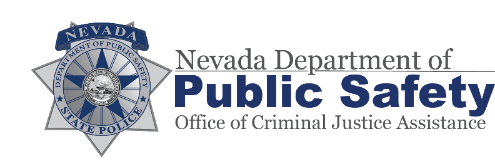 NEVADA
DEPARTMENT OF PUBLIC SAFETY
STATE POLICE
Nevada Department of
Public Safety
Office of Criminal Justice Assistance